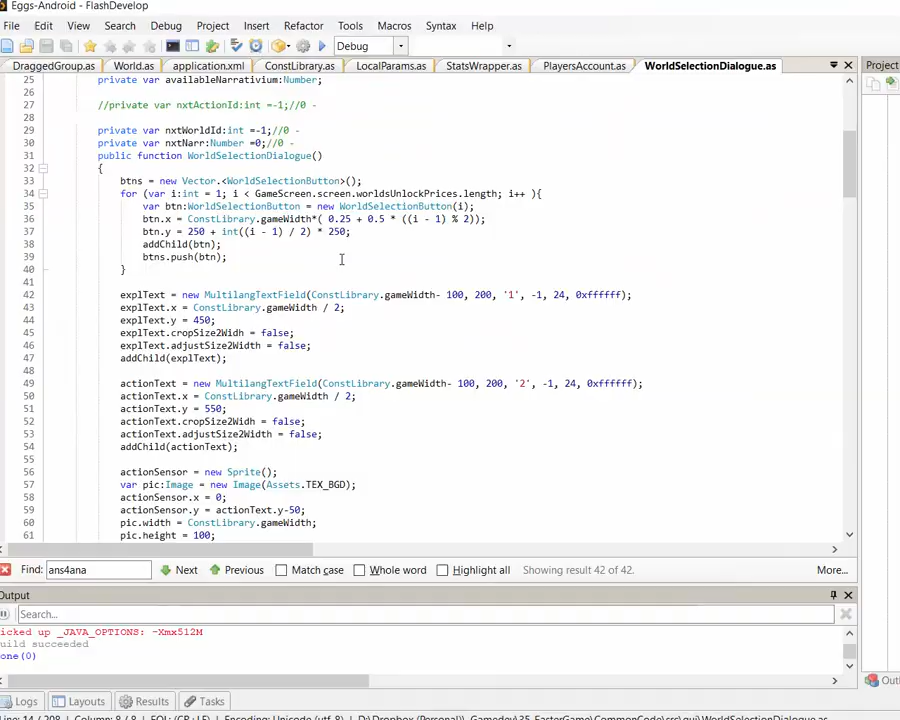 Eggs-Android - FlashDevelop
File Edit View Search Debug Project Insert Refactor Tools Macros Syntax Help
Debug
DraggedGroup.as World.as application.xml ConstLibrary.as LocalParams.as StatsWrapper.as PlayersAccount.as WorldSelectionDialogue.as Project
25 private var availableNarrativium:Number;
26
27 //private var nxtActionId:int =-1;//0 -
28
29 private var nxtWorldId:int =-1;//0 -
30 private var nxtNarr:Number =0;//0 -
31 public function WorldSelectionDialogue()
32 {
33 btns = new Vector.<WorldSelectionButton>();
34 for (var i:int = 1; i < GameScreen.screen.worldsUnlockPrices.length; i++ ){
35 var btn:WorldSelectionButton = new WorldSelectionButton(i);
36 btn.x = ConstLibrary.gameWidth*( 0.25 + 0.5 * ((i - 1) % 2));
37 btn.y = 250 + int((i - 1) / 2) * 250;
38 addChild(btn);
39 btns.push(btn);
40 }
41
42 explText = new MultilangTextField(ConstLibrary.gameWidth- 100, 200, '1', -1, 24, 0xffffff);
43 explText.x = ConstLibrary.gameWidth / 2;
44 explText.y = 450;
45 explText.cropSize2Widh = false;
46 explText.adjustSize2Width = false;
47 addChild(explText);
48
49 actionText = new MultilangTextField(ConstLibrary.gameWidth- 100, 200, '2', -1, 24, 0xffffff);
50 actionText.x = ConstLibrary.gameWidth / 2;
51 actionText.y = 550;
52 actionText.cropSize2Widh = false;
53 actionText.adjustSize2Width = false;
54 addChild(actionText);
55
56 actionSensor = new Sprite();
57 var pic:Image = new Image(Assets.TEX_BGD);
58 actionSensor.x = 0;
59 actionSensor.y = actionText.y-50;
60 pic.width = ConstLibrary.gameWidth;
61 pic.height = 100;
Find: ans4ana Next Previous Match case Whole word Highlight all Showing result 42 of 42. More...
Output
Search...
icked up _JAVA_OPTIONS: -Xmx512M
uild succeeded
one(0)
Logs Layouts Results Tasks Out